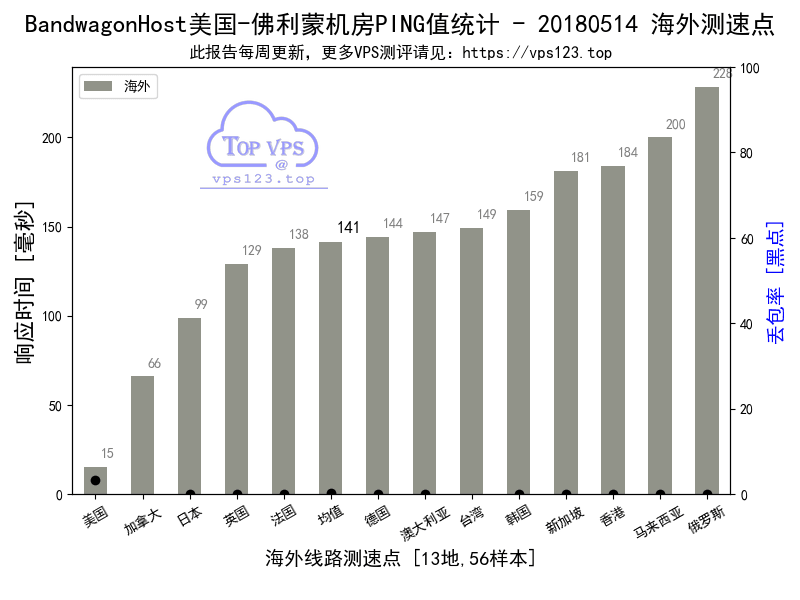 BandwagonHost美国-佛利蒙机房PING值统计 - 20180514 海外测速点
此报告每周更新，更多VPS测评请见：https://vps123.top
海外
TOP VPS
@
vps123.top
响应时间 [毫秒]
200
150
100
50
0
15
66
99
129
138
141
144
147
149
159
181
184
200
228
100
80
60
40
20
0
丢包率 [黑点]
美国
加拿大
日本
英国
法国
均值
德国
澳大利亚
台湾
韩国
新加坡
香港
马来西亚
俄罗斯
海外线路测速点 [13地,56样本]